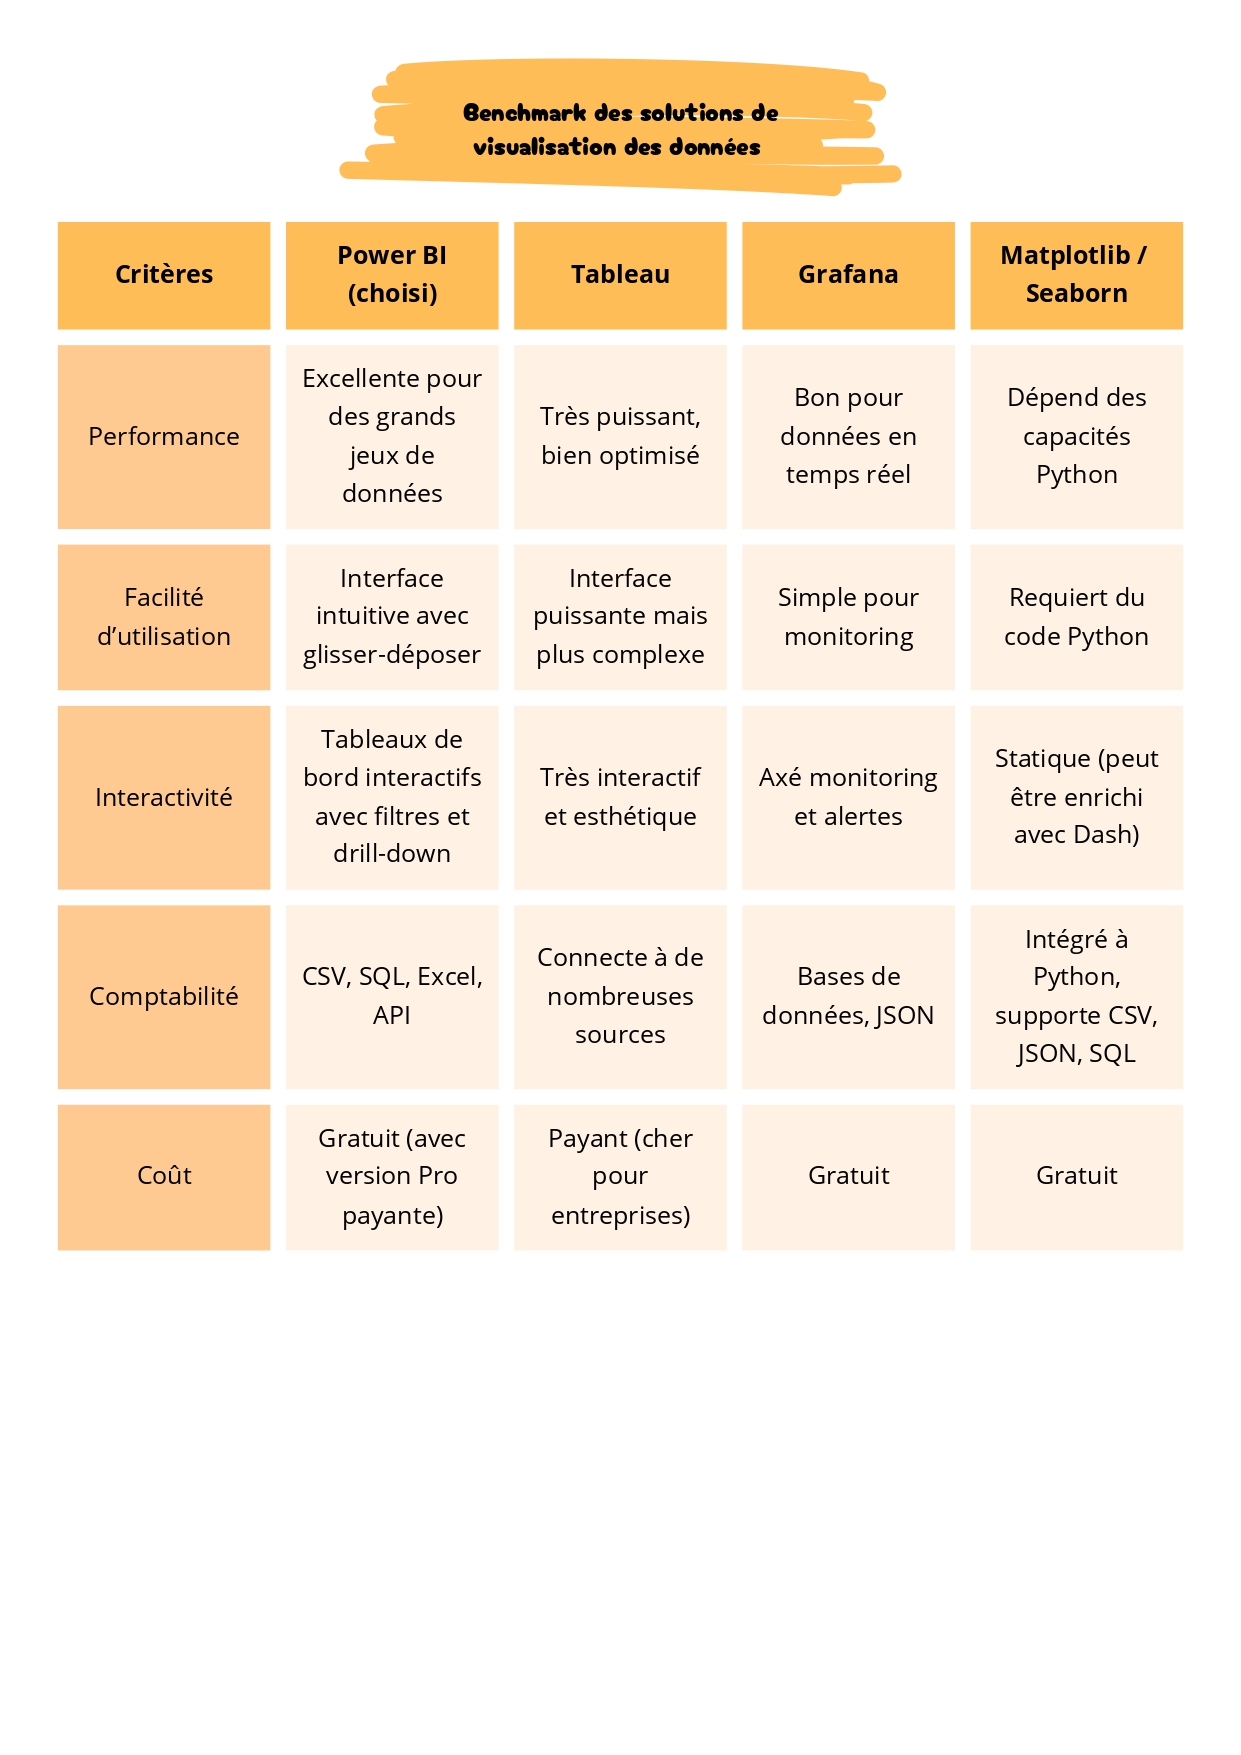 Benchmark des solutions de
visualisation des données
Critères
Power BI
(choisi)
Tableau
Grafana
Matplotlib /
Seaborn
Performance
Excellente pour
des grands
jeux de
données
Très puissant,
bien optimisé
Bon pour
données en
temps réel
Dépend des
capacités
Python
Facilité
d’utilisation
Interface
intuitive avec
glisser-déposer
Interface
puissante mais
plus complexe
Simple pour
monitoring
Requiert du
code Python
Interactivité
Tableaux de
bord interactifs
avec filtres et
drill-down
Très interactif
et esthétique
Axé monitoring
et alertes
Statique (peut
être enrichi
avec Dash)
Comptabilité
CSV, SQL, Excel,
API
Connecte à de
nombreuses
sources
Bases de
données, JSON
Intégré à
Python,
supporte CSV,
JSON, SQL
Coût
Gratuit (avec
version Pro
payante)
Payant (cher
pour
entreprises)
Gratuit
Gratuit